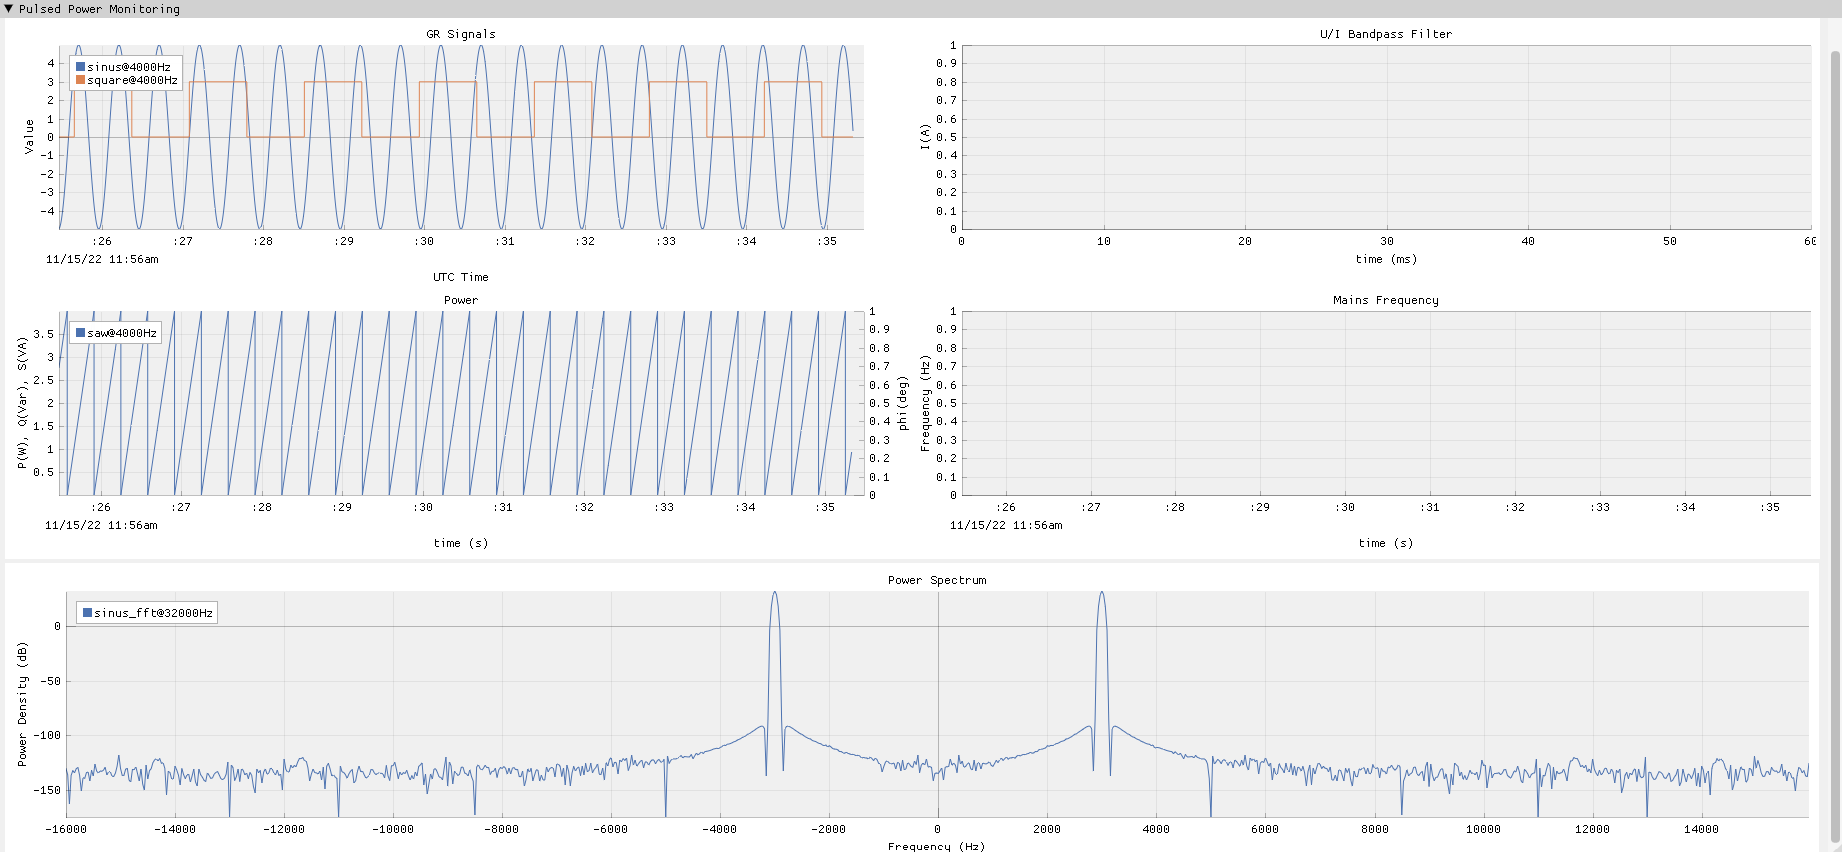 Pulsed Power Monitoring
GR Signals
sinus@4000Hz
square@4000Hz
Value
4
3
2
1
0
-1
-2
-3
-4
:26 :27 :28 :29 :30 :31 :32 :33 :34 :35
11/15/22 11:56am
UTC Time
U/I Bandpass Filter
I(A)
1
0.9
0.8
0.7
0.6
0.5
0.4
0.3
0.2
0.1
0
0 10 20 30 40 50 60
time (ms)
Power
saw@4000Hz
P(W), Q(Var), S(VA)
3.5
3
2.5
2
1.5
1
0.5
1
0.9
0.8
0.7
0.6
0.5
0.4
0.3
0.2
0.1
0
phi(deg)
:26 :27 :28 :29 :30 :31 :32 :33 :34 :35
11/15/22 11:56am
time (s)
Mains Frequency
Frequency (Hz)
1
0.9
0.8
0.7
0.6
0.5
0.4
0.3
0.2
0.1
0
:26 :27 :28 :29 :30 :31 :32 :33 :34 :35
11/15/22 11:56am
time (s)
Power Spectrum
sinus_fft@32000Hz
Power Density (dB)
0
-50
-100
-150
-16000 -14000 -12000 -10000 -8000 -6000 -4000 -2000 0 2000 4000 6000 8000 10000 12000 14000
Frequency (Hz)